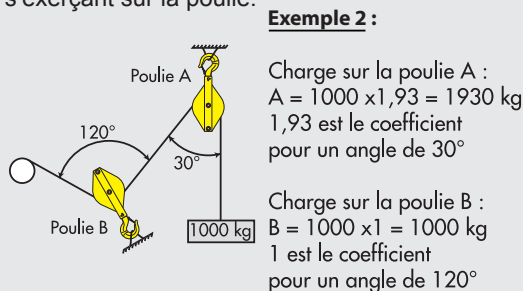 s'exerçant sur la poulie.
Exemple 2 :
Poulie A
120°
30°
Poulie B
1000 kg
Charge sur la poulie A :
A = 1000 x1,93 = 1930 kg
1,93 est le coefficient
pour un angle de 30°
Charge sur la poulie B :
B = 1000 x1 = 1000 kg
1 est le coefficient
pour un angle de 120°